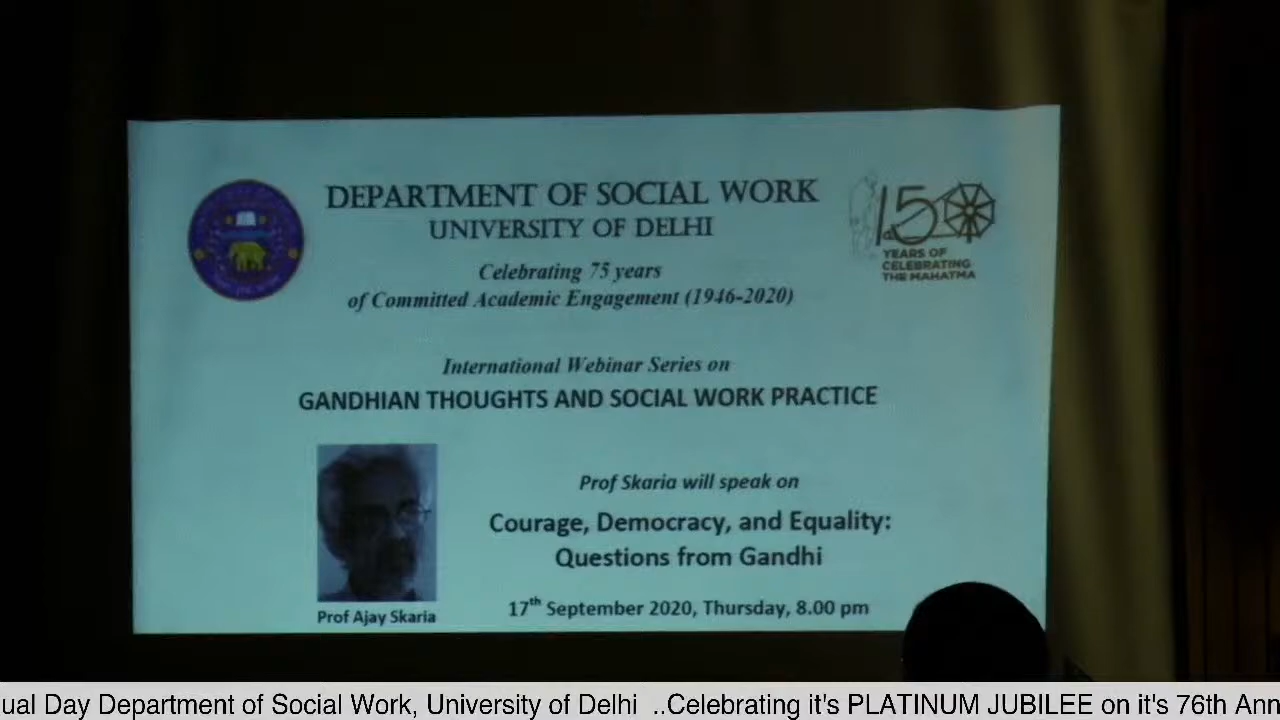 DEPARTMENT OF SOCIAL WORK
UNIVERSITY OF DELHI
Celebrating 75 years
of Committed Academic Engagement (1946-2020)
150
YEARS OF
CELEBRATING
THE MAHATMA
International Webinar Series on
GANDHIAN THOUGHTS AND SOCIAL WORK PRACTICE
Prof Skaria will speak on
Courage, Democracy, and Equality:
Questions from Gandhi
17th September 2020, Thursday, 8.00 pm
Prof Ajay Skaria
ual Day Department of Social Work, University of Delhi ..Celebrating it's PLATINUM JUBILEE on it's 76th Ann